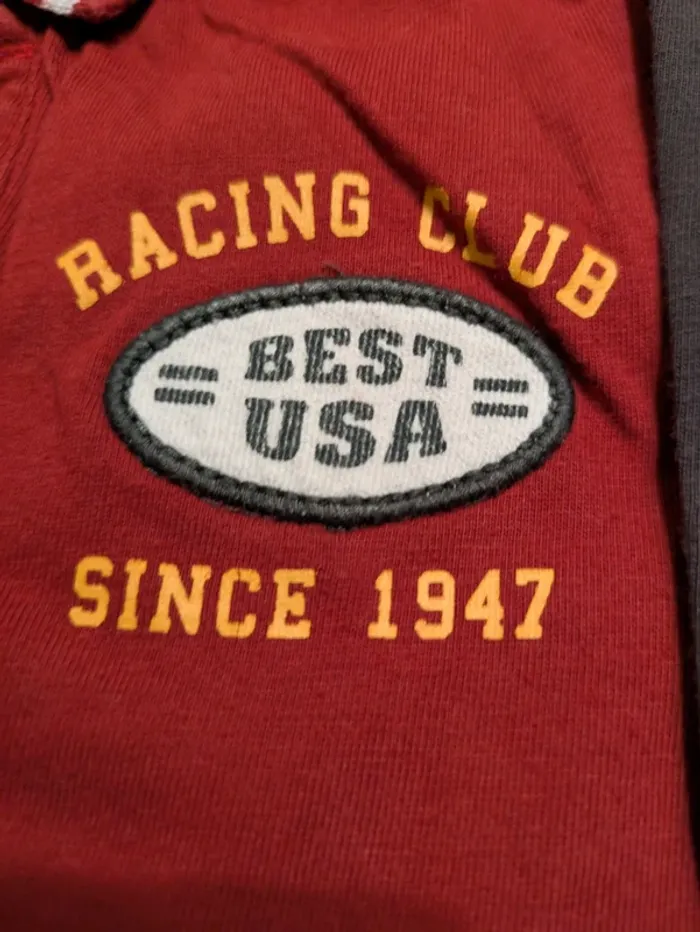 RACING CLUB
BEST
USA
SINCE 1947